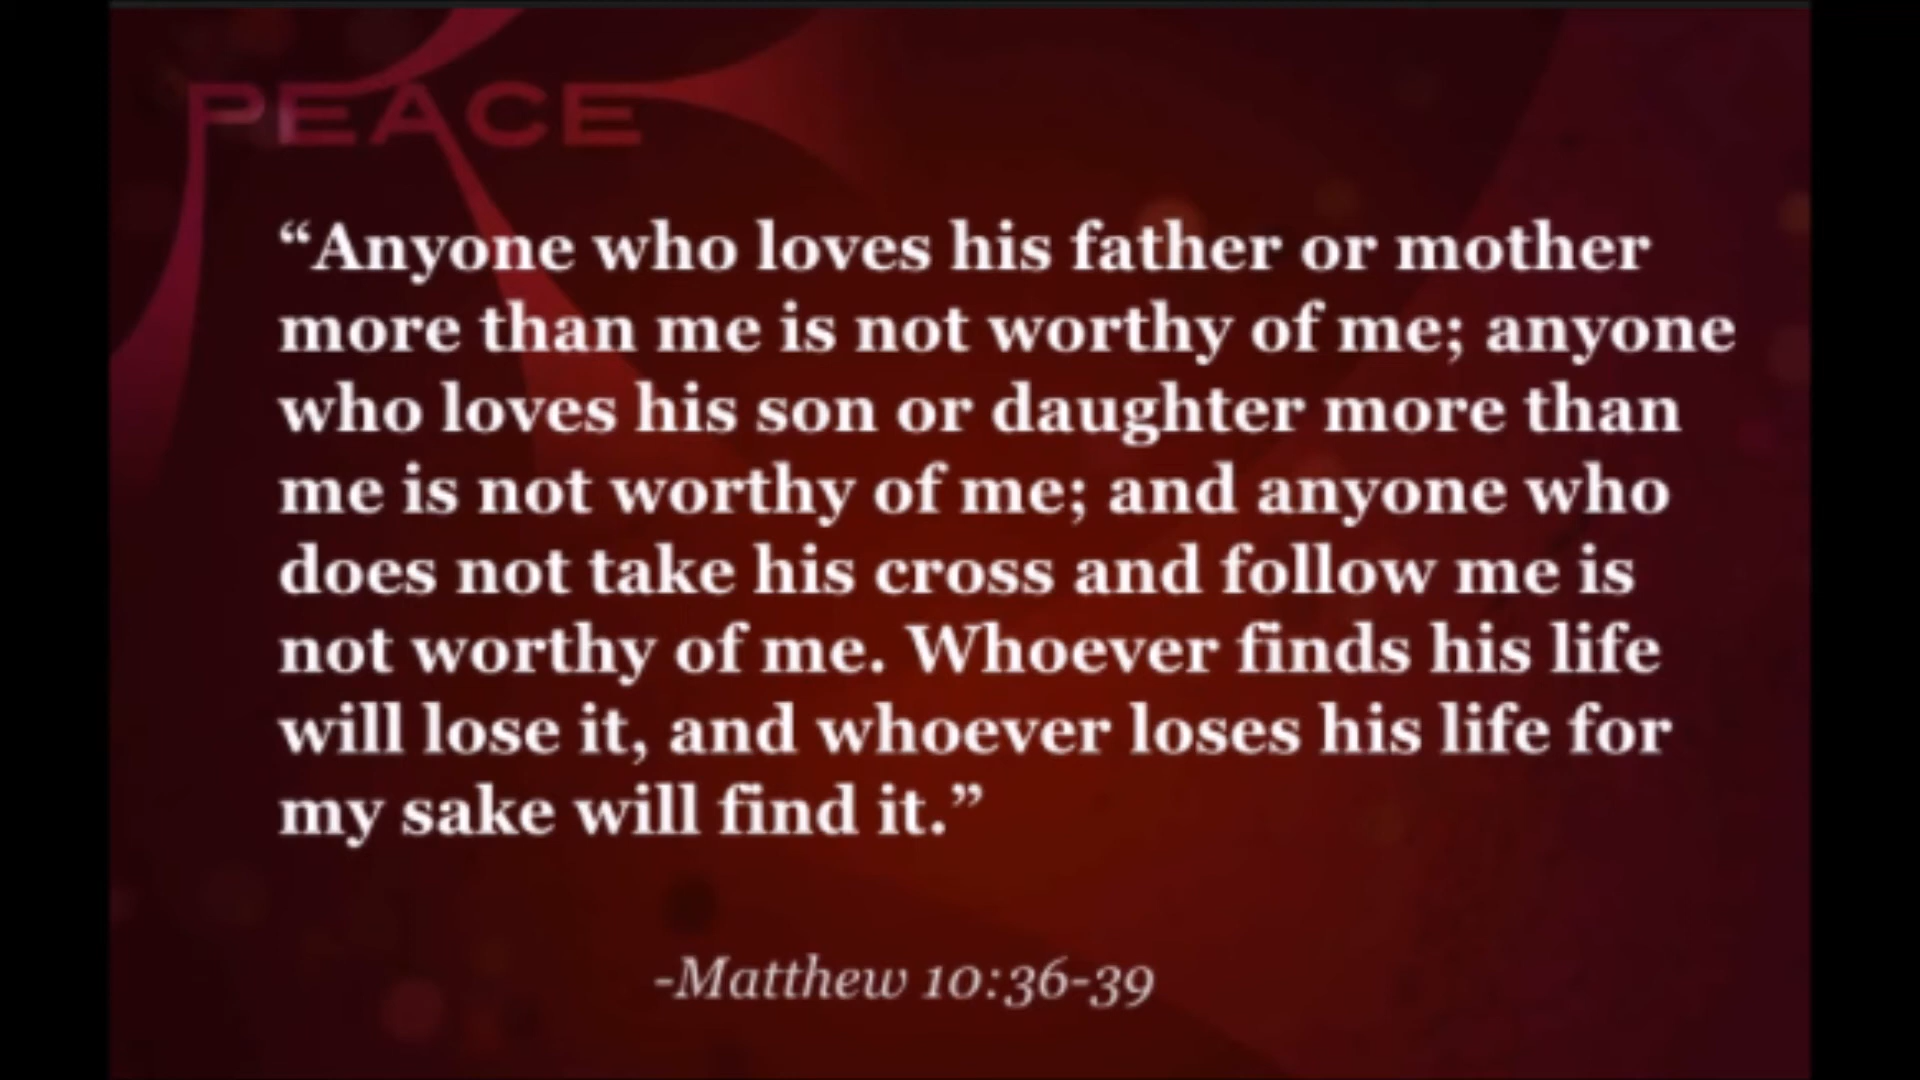 PEACE
“Anyone who loves his father or mother
more than me is not worthy of me; anyone
who loves his son or daughter more than
me is not worthy of me; and anyone who
does not take his cross and follow me is
not worthy of me. Whoever finds his life
will lose it, and whoever loses his life for
my sake will find it.”
-Matthew 10:36-39